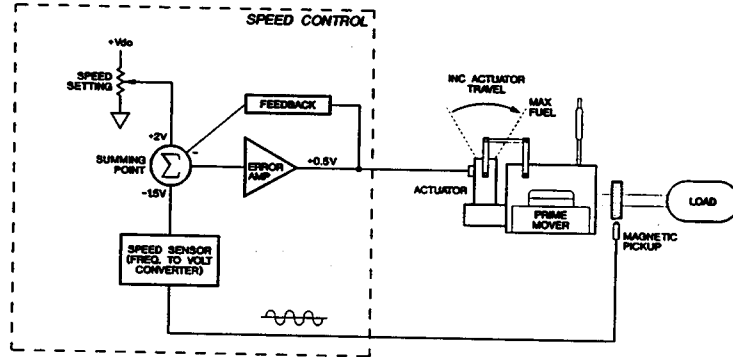 SPEED CONTROL
+Vdc
SPEED
SETTING
+2V
-
FEEDBACK
INC ACTUATOR
TRAVEL
MAX
FUEL
SUMMING
POINT
Σ
ERROR
AMP
+0.5V
-1.5V
ACTUATOR
PRIME
MOVER
LOAD
MAGNETIC
PICKUP
SPEED SENSOR
(FREQ. TO VOLT
CONVERTER)